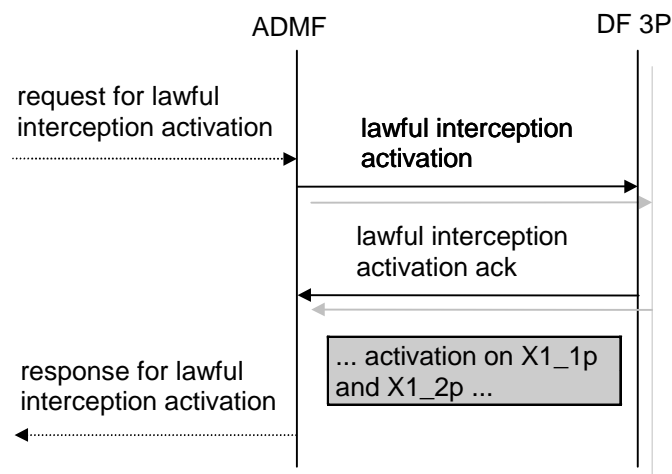 ADMF
DF 3P
request for lawful
interception activation
lawful interception
activation
lawful interception
activation ack
... activation on X1_1p
and X1_2p ...
response for lawful
interception activation